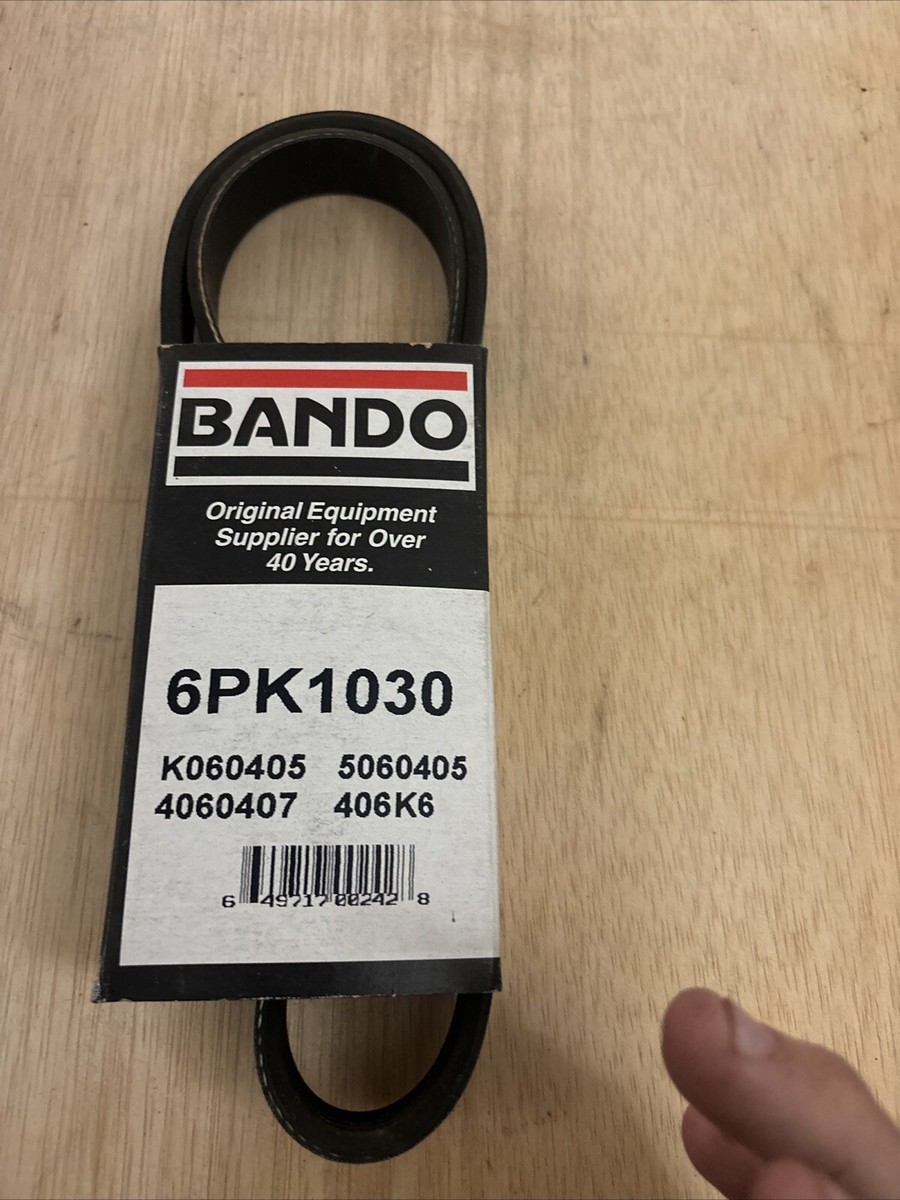 BANDO
Original Equipment
Supplier for Over
40 Years.
6PK1030
K060405 5060405
4060407 406K6
6 49717 00242 8